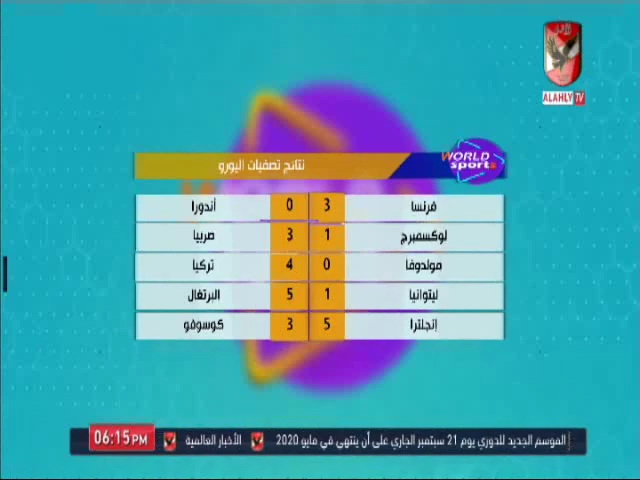 ALAHLY TV
WORLD
sports
نتائج تصفيات اليورو
فرنسا 3 0 أندورا
لوكسمبرج 1 3 صربيا
مولدوفا 0 4 تركيا
ليتوانيا 1 5 البرتغال
إنجلترا 5 3 كوسوفو
الموسم الجديد للدوري يوم 21 سبتمبر الجاري على أن ينتهى في مايو 2020 الأخبار العالمية
06:15 PM